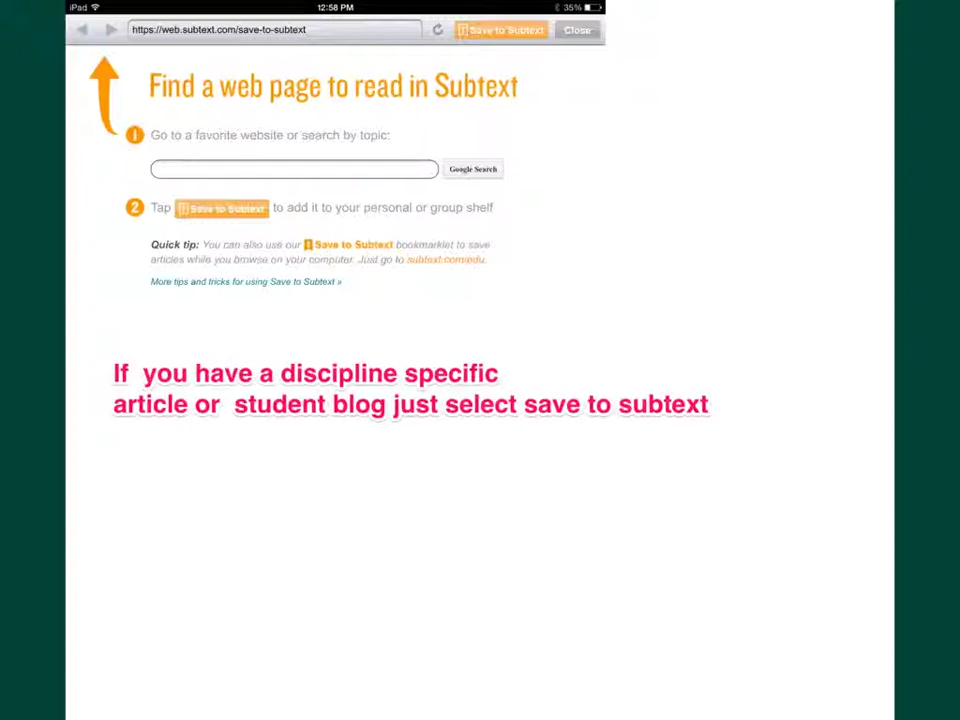 iPad 12:58 PM 35%
https://web.subtext.com/save-to-subtext Save to Subtext Close
Find a web page to read in Subtext
1 Go to a favorite website or search by topic:
Google Search
2 Tap Save to Subtext to add it to your personal or group shelf
Quick tip: You can also use our Save to Subtext bookmarklet to save
articles while you browse on your computer. Just go to subtext.com/edu.
More tips and tricks for using Save to Subtext »
If you have a discipline specific
article or student blog just select save to subtext